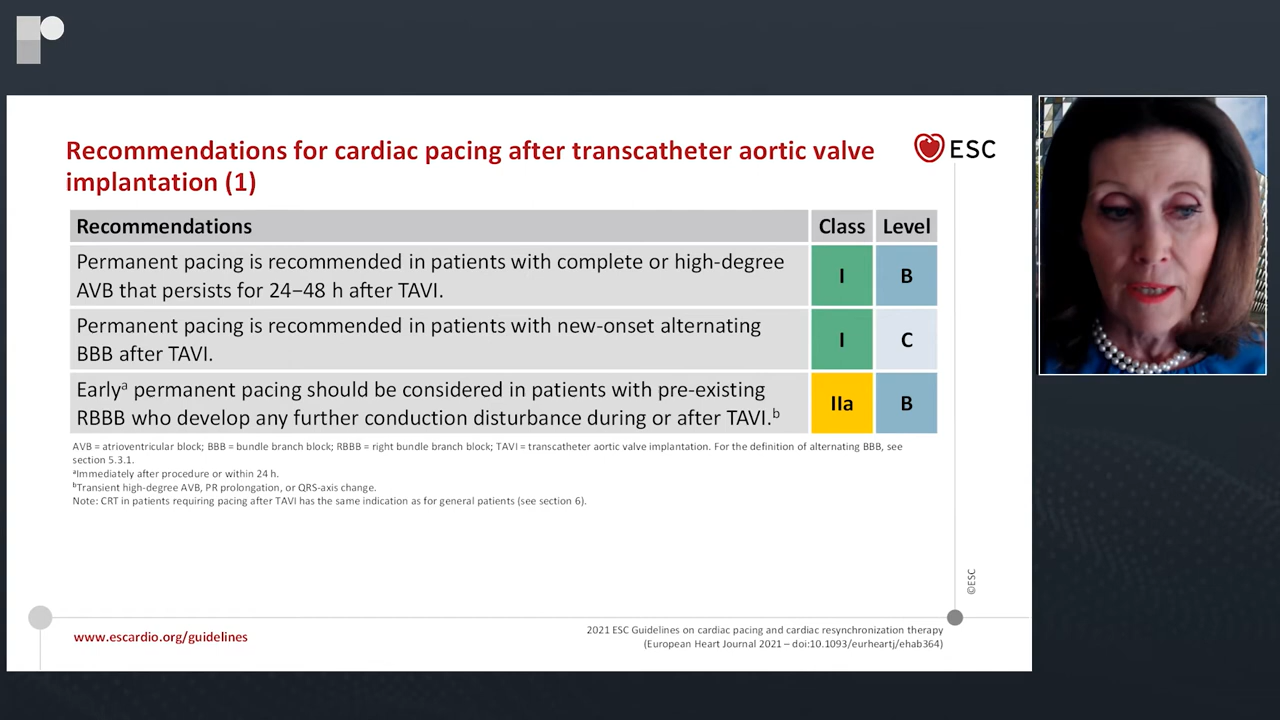 Recommendations for cardiac pacing after transcatheter aortic valve
implantation (1)
ESC
Recommendations Class Level
Permanent pacing is recommended in patients with complete or high-degree
AVB that persists for 24–48 h after TAVI.
I B
Permanent pacing is recommended in patients with new-onset alternating
BBB after TAVI.
I C
Earlyᵃ permanent pacing should be considered in patients with pre-existing
RBBB who develop any further conduction disturbance during or after TAVI.ᵇ
IIa B
AVB = atrioventricular block; BBB = bundle branch block; RBBB = right bundle branch block; TAVI = transcatheter aortic valve implantation. For the definition of alternating BBB, see
section 5.3.1.
ᵃImmediately after procedure or within 24 h.
ᵇTransient high-degree AVB, PR prolongation, or QRS-axis change.
Note: CRT in patients requiring pacing after TAVI has the same indication as for general patients (see section 6).
©ESC
www.escardio.org/guidelines
2021 ESC Guidelines on cardiac pacing and cardiac resynchronization therapy
(European Heart Journal 2021 – doi:10.1093/eurheartj/ehab364)